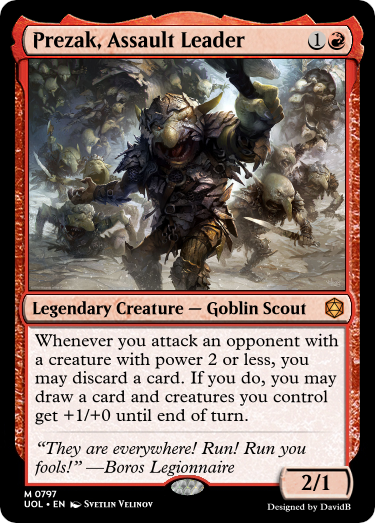 Prezak, Assault Leader 1
Legendary Creature — Goblin Scout
Whenever you attack an opponent with
a creature with power 2 or less, you
may discard a card. If you do, you may
draw a card and creatures you control
get +1/+0 until end of turn.
“They are everywhere! Run! Run you
fools!” —Boros Legionnaire
2/1
M 0797
UOL • EN Svetlin Velinov
Designed by DavidB